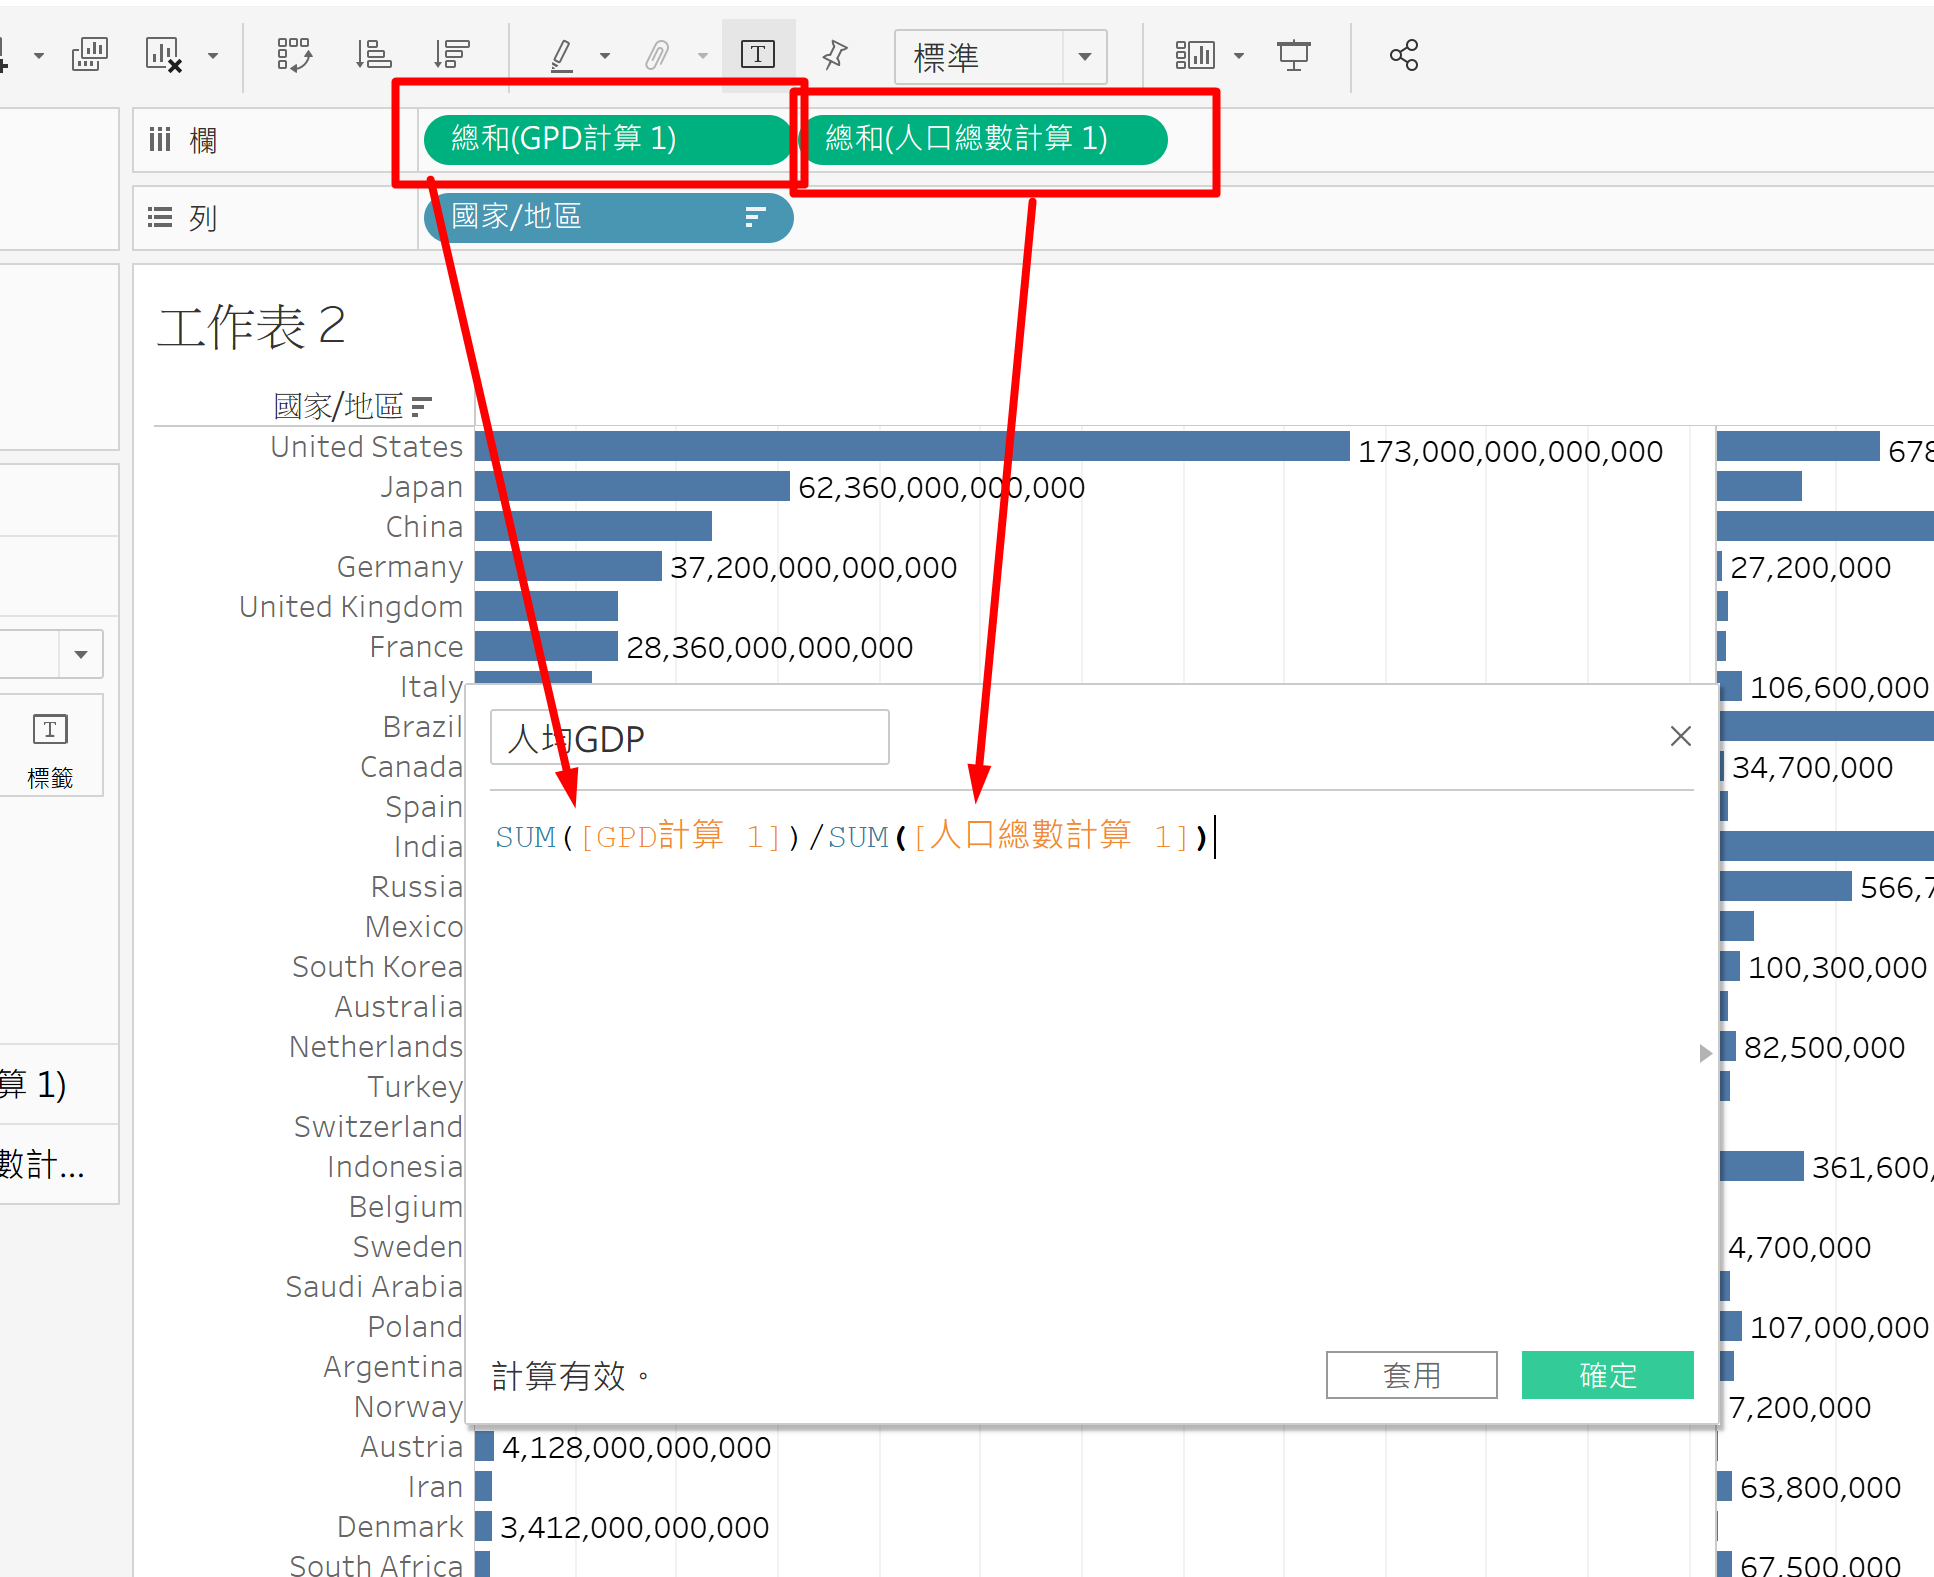 標準
欄
總和(GPD計算 1)
總和(人口總數計算 1)
列
國家/地區
工作表 2
國家/地區
United States
173,000,000,000,000
678
Japan
62,360,000,000,000
China
Germany
37,200,000,000,000
27,200,000
United Kingdom
France
28,360,000,000,000
Italy
106,600,000
Brazil
Canada
34,700,000
Spain
India
Russia
566,7
Mexico
South Korea
100,300,000
Australia
Netherlands
82,500,000
Turkey
Switzerland
Indonesia
361,600,
Belgium
Sweden
4,700,000
Saudi Arabia
Poland
107,000,000
Argentina
Norway
7,200,000
Austria
4,128,000,000,000
Iran
63,800,000
Denmark
3,412,000,000,000
South Africa
67,500,000
人均GDP
SUM([GPD計算 1])/SUM([人口總數計算 1])
計算有效。
套用
確定
T
標籤
算 1)
數計...